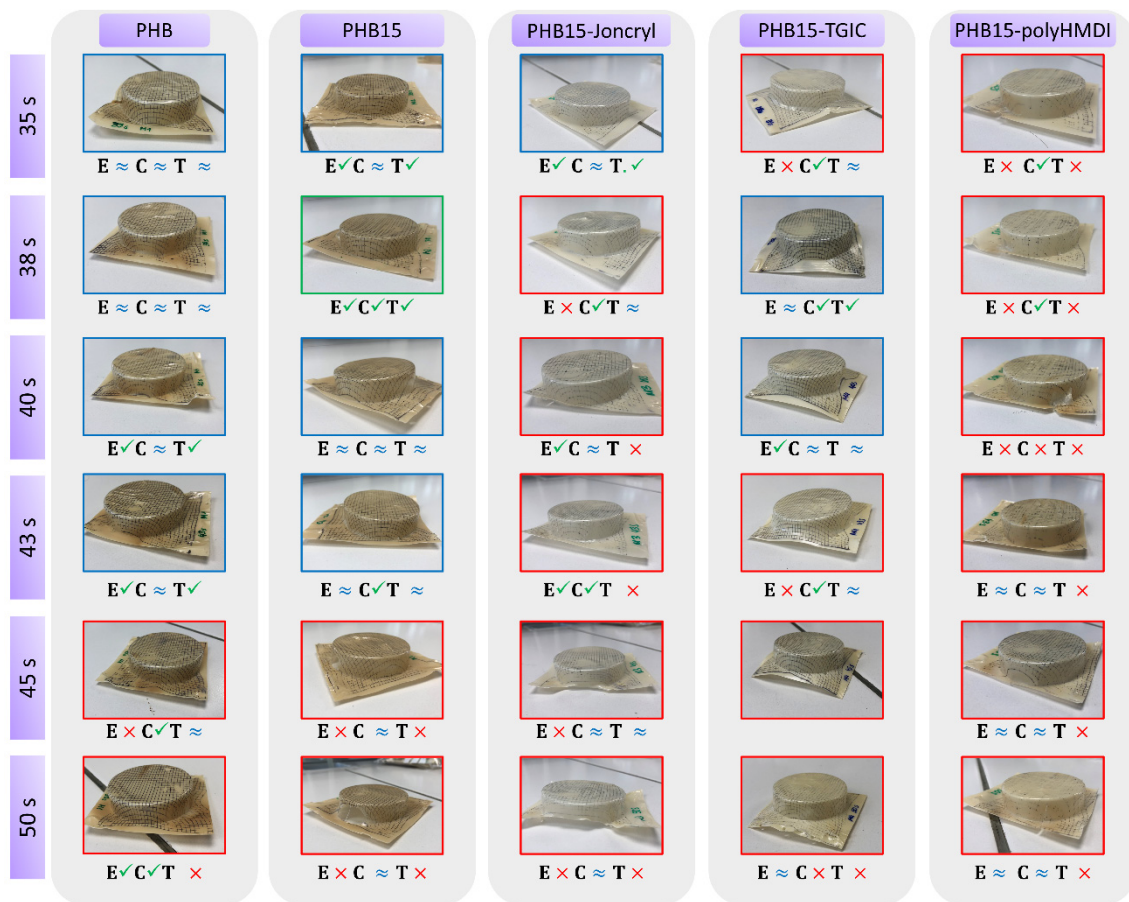 PHB PHB15 PHB15-Joncryl PHB15-TGIC PHB15-polyHMDI
35 s
E ≈ C ≈ T ≈ E✓C ≈ T✓ E✓ C ≈ T. ✓ E × C✓T ≈ E × C✓T ×
38 s
E ≈ C ≈ T ≈ E✓C✓T✓ E × C✓T ≈ E ≈ C✓T✓ E × C✓T ×
40 s
E✓C ≈ T✓ E ≈ C ≈ T ≈ E✓C ≈ T × E✓C ≈ T ≈ E × C × T ×
43 s
E✓C ≈ T✓ E ≈ C✓T ≈ E✓C✓T × E × C✓T ≈ E ≈ C ≈ T ×
45 s
E × C✓T ≈ E × C ≈ T × E × C ≈ T ≈ E ≈ C ≈ T ×
50 s
E✓C✓T × E × C ≈ T × E × C ≈ T × E ≈ C × T × E ≈ C ≈ T ×